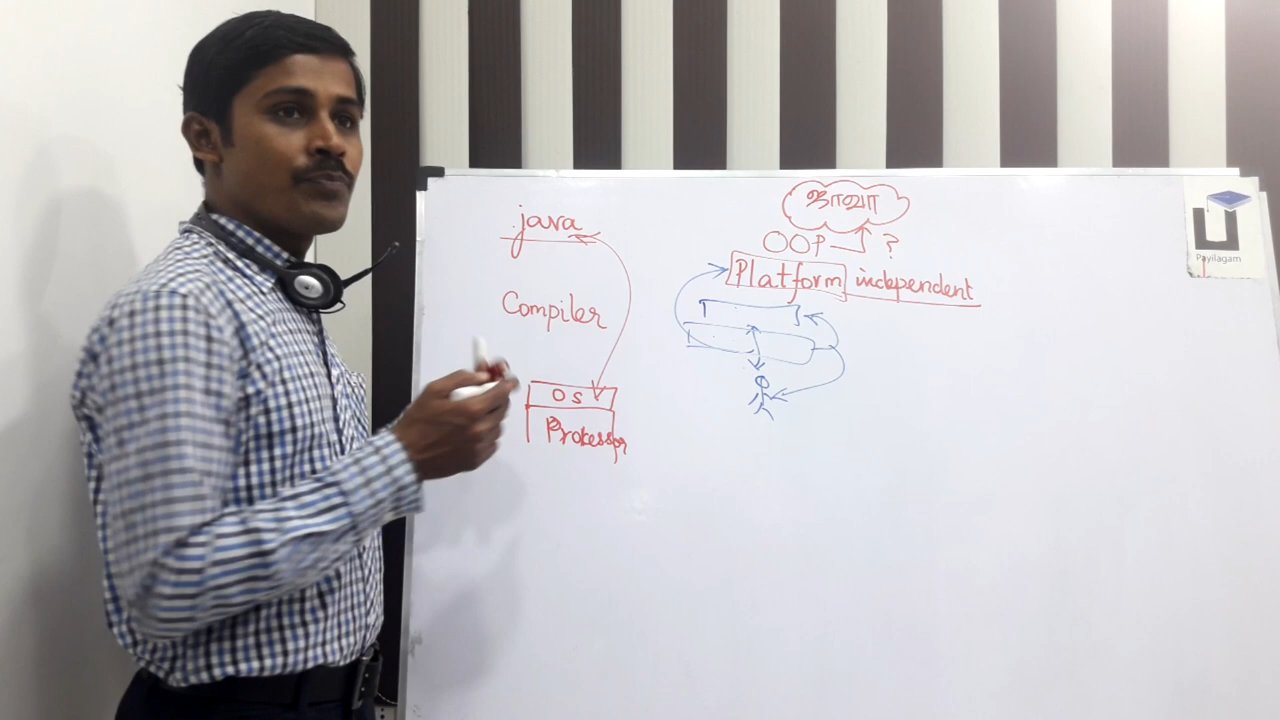 java
Compiler
OS
Processor
ஜாவா
OOP ?
Platform independent
Payilagam